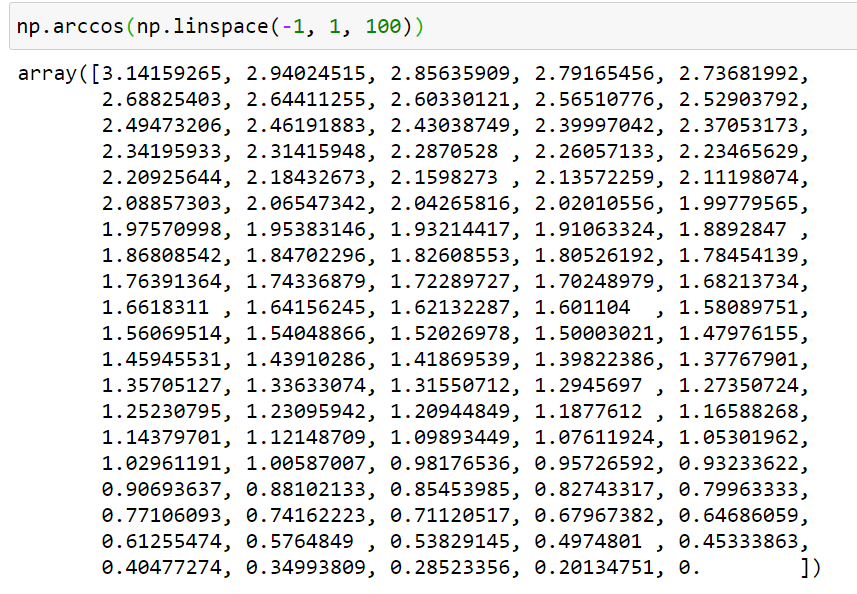 np.arccos(np.linspace(-1, 1, 100))
array([3.14159265, 2.94024515, 2.85635909, 2.79165456, 2.73681992,
2.68825403, 2.64411255, 2.60330121, 2.56510776, 2.52903792,
2.49473206, 2.46191883, 2.43038749, 2.39997042, 2.37053173,
2.34195933, 2.31415948, 2.2870528 , 2.26057133, 2.23465629,
2.20925644, 2.18432673, 2.1598273 , 2.13572259, 2.11198074,
2.08857303, 2.06547342, 2.04265816, 2.02010556, 1.99779565,
1.97570998, 1.95383146, 1.93214417, 1.91063324, 1.8892847 ,
1.86808542, 1.84702296, 1.82608553, 1.80526192, 1.78454139,
1.76391364, 1.74336879, 1.72289727, 1.70248979, 1.68213734,
1.6618311 , 1.64156245, 1.62132287, 1.601104  , 1.58089751,
1.56069514, 1.54048866, 1.52026978, 1.50003021, 1.47976155,
1.45945531, 1.43910286, 1.41869539, 1.39822386, 1.37767901,
1.35705127, 1.33633074, 1.31550712, 1.2945697 , 1.27350724,
1.25230795, 1.23095942, 1.20944849, 1.1877612 , 1.16588268,
1.14379701, 1.12148709, 1.09893449, 1.07611924, 1.05301962,
1.02961191, 1.00587007, 0.98176536, 0.95726592, 0.93233622,
0.90693637, 0.88102133, 0.85453985, 0.82743317, 0.79963333,
0.77106093, 0.74162223, 0.71120517, 0.67967382, 0.64686059,
0.61255474, 0.5764849 , 0.53829145, 0.4974801 , 0.45333863,
0.40477274, 0.34993809, 0.28523356, 0.20134751, 0.        ])